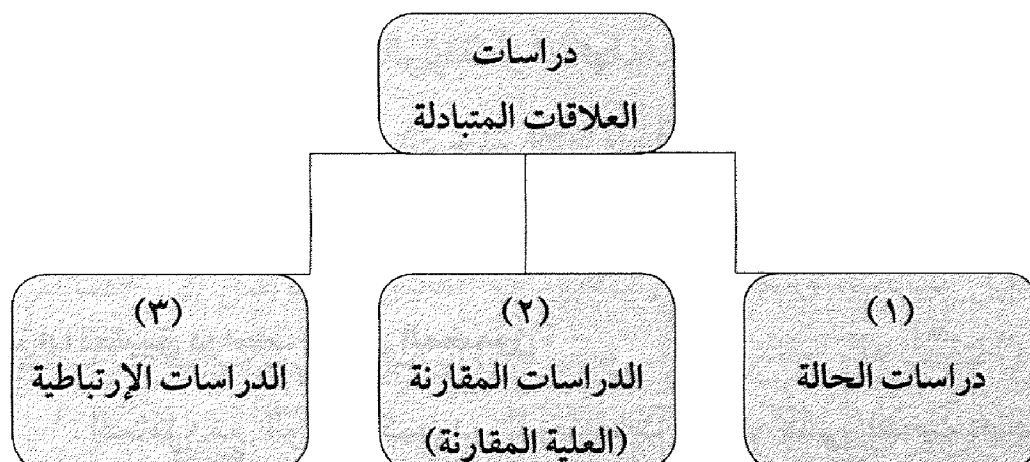 دراسات
العلاقات المتبادلة
(١)
دراسات الحالة
(٢)
الدراسات المقارنة
(العلية المقارنة)
(٣)
الدراسات الإرتباطية